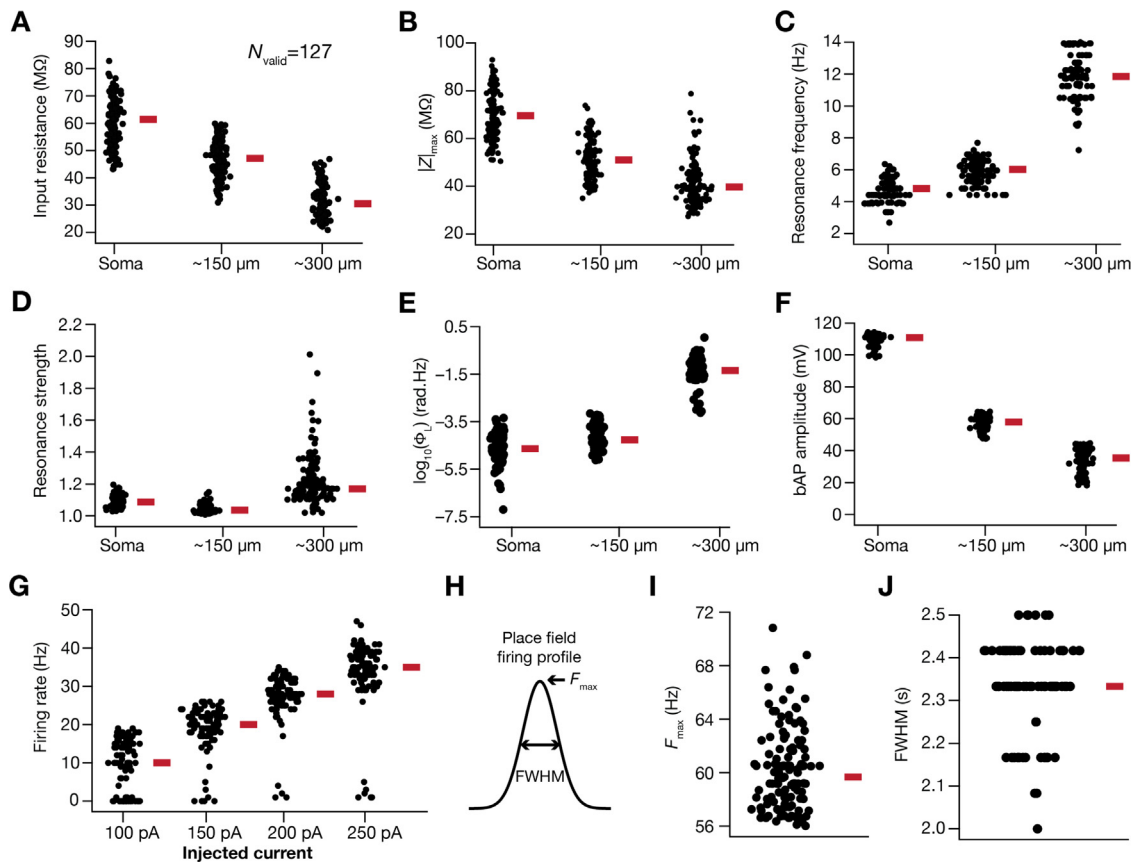 A
Input resistance (MΩ)
90
80
70
60
50
40
30
20
N_valid=127
Soma
~150 µm
~300 µm
B
|Z|max (MΩ)
100
80
60
40
20
Soma
~150 µm
~300 µm
C
Resonance frequency (Hz)
14
12
10
8
6
4
2
Soma
~150 µm
~300 µm
D
Resonance strength
2.2
2.0
1.8
1.6
1.4
1.2
1.0
Soma
~150 µm
~300 µm
E
log10(ΦL) (rad.Hz)
0.5
−1.5
−3.5
−5.5
−7.5
Soma
~150 µm
~300 µm
F
bAP amplitude (mV)
120
100
80
60
40
20
0
Soma
~150 µm
~300 µm
G
Firing rate (Hz)
50
40
30
20
10
0
100 pA
150 pA
200 pA
250 pA
Injected current
H
Place field
firing profile
Fmax
FWHM
I
Fmax (Hz)
72
68
64
60
56
J
FWHM (s)
2.5
2.4
2.3
2.2
2.1
2.0